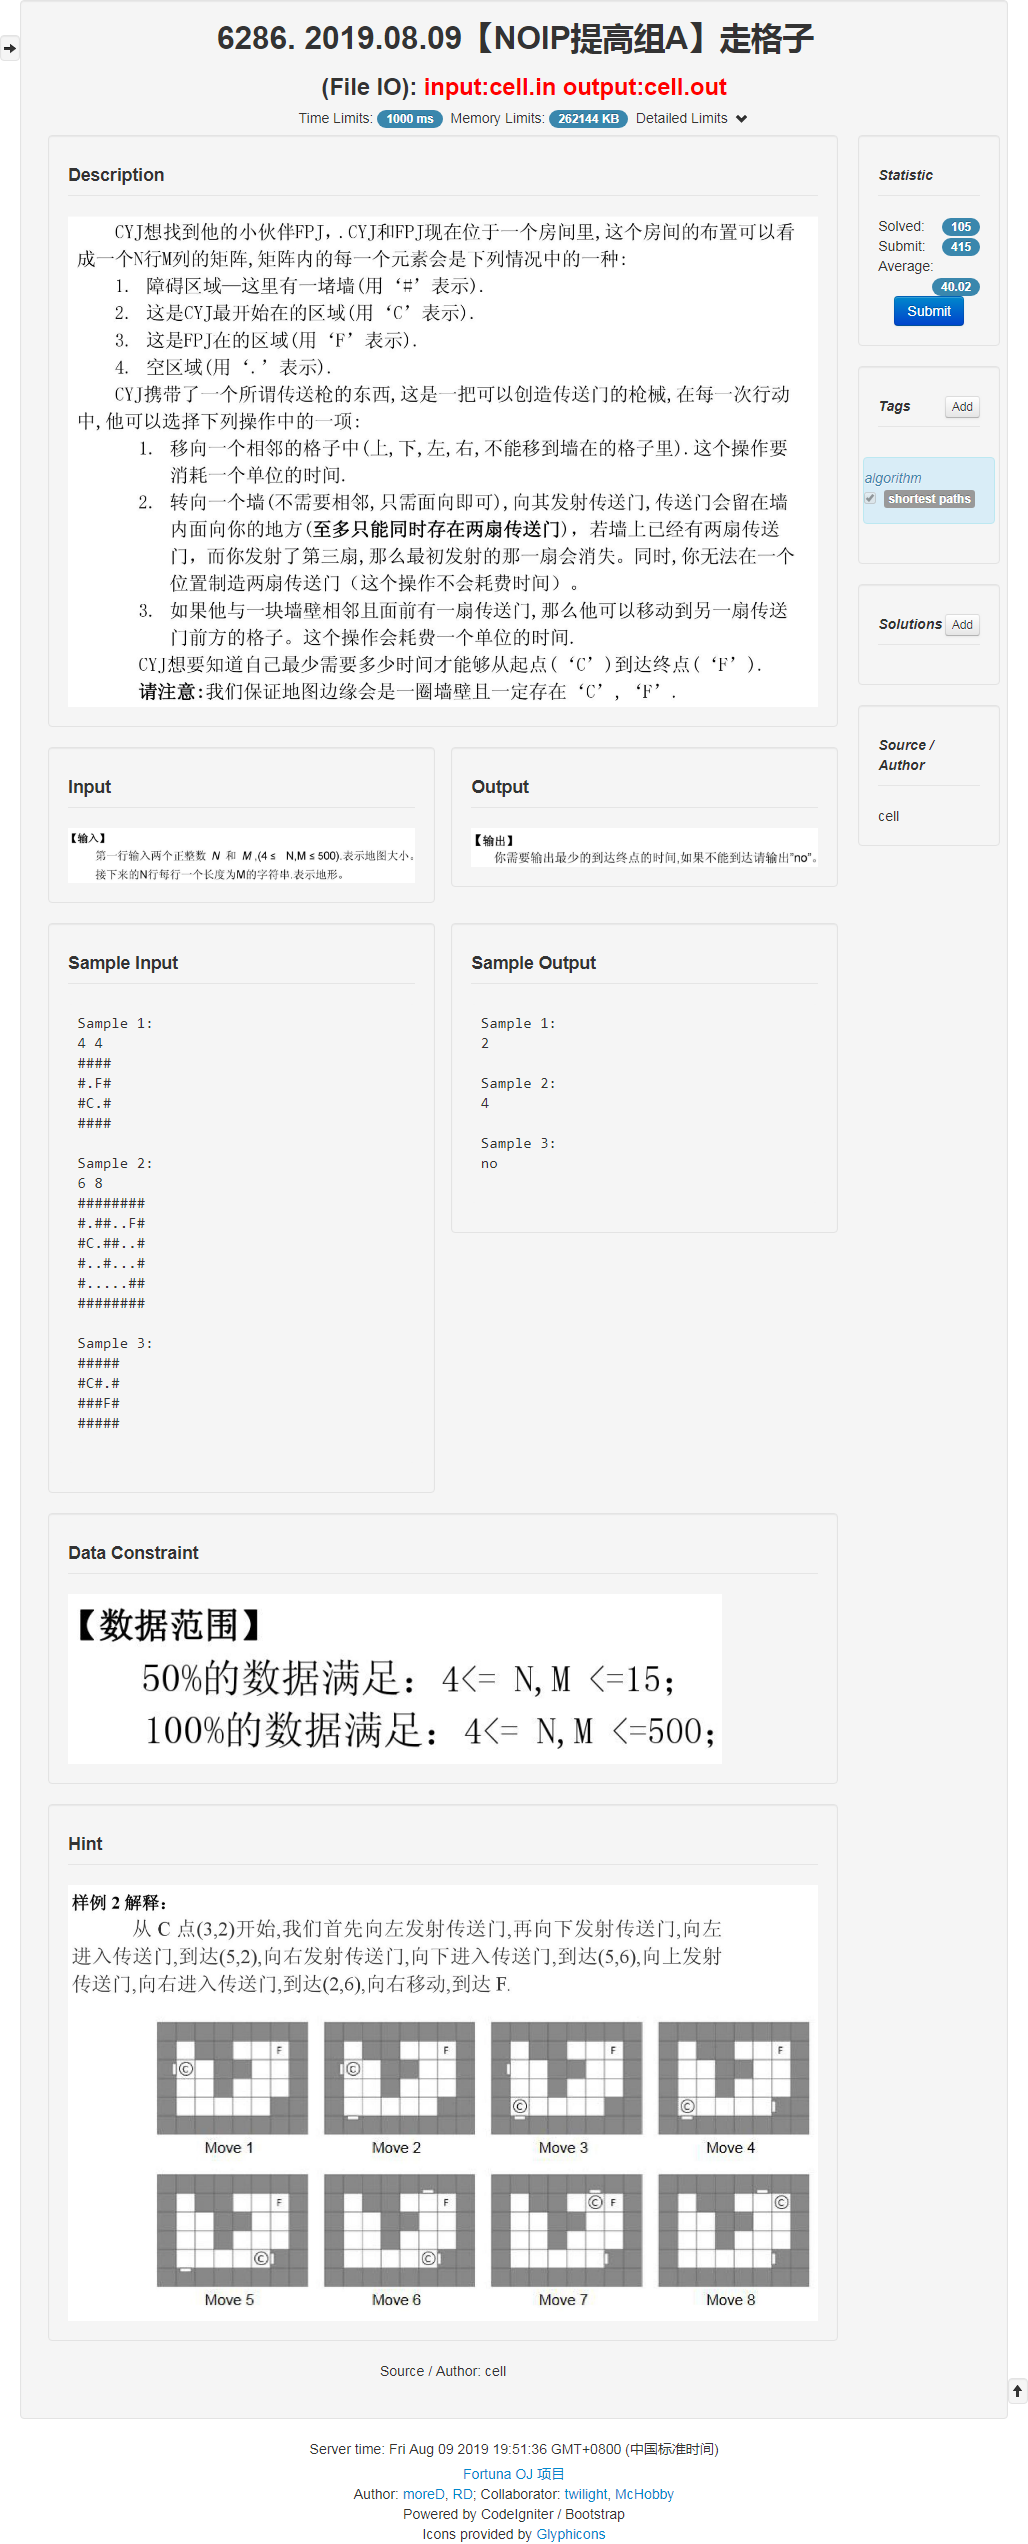 6286. 2019.08.09【NOIP提高组A】走格子
(File IO): input:cell.in output:cell.out
Time Limits: 1000 ms Memory Limits: 262144 KB Detailed Limits
Description
CYJ想找到他的小伙伴FPJ，.CYJ和FPJ现在位于一个房间里,这个房间的布置可以看
成一个N行M列的矩阵,矩阵内的每一个元素会是下列情况中的一种:
1. 障碍区域—这里有一堵墙(用‘#’表示).
2. 这是CYJ最开始在的区域(用‘C’表示).
3. 这是FPJ在的区域(用‘F’表示).
4. 空区域(用‘.’表示).
CYJ携带了一个所谓传送枪的东西,这是一把可以创造传送门的枪械,在每一次行动
中,他可以选择下列操作中的一项:
1. 移向一个相邻的格子中(上,下,左,右,不能移到墙在的格子里).这个操作要
消耗一个单位的时间.
2. 转向一个墙(不需要相邻,只需面向即可),向其发射传送门,传送门会留在墙
内面向你的地方(至多只能同时存在两扇传送门)，若墙上已经有两扇传送
门，而你发射了第三扇,那么最初发射的那一扇会消失。同时,你无法在一个
位置制造两扇传送门（这个操作不会耗费时间）。
3. 如果他与一块墙壁相邻且面前有一扇传送门,那么他可以移动到另一扇传送
门前方的格子。这个操作会耗费一个单位的时间.
CYJ想要知道自己最少需要多少时间才能够从起点(‘C’)到达终点(‘F’).
请注意:我们保证地图边缘会是一圈墙壁且一定存在‘C’,‘F’.
Input
【输入】
第一行输入两个正整数 N 和 M ,(4 ≤ N,M ≤ 500).表示地图大小。
接下来的N行每行一个长度为M的字符串.表示地形。
Output
【输出】
你需要输出最少的到达终点的时间,如果不能到达请输出"no"。
Sample Input
Sample 1:
4 4
####
#.F#
#C.#
####
Sample 2:
6 8
########
#.##..F#
#C.##..#
#..#...#
#.....##
########
Sample 3:
#####
#C#.#
###F#
#####
Sample Output
Sample 1:
2
Sample 2:
4
Sample 3:
no
Data Constraint
【数据范围】
50%的数据满足: 4<= N,M <=15;
100%的数据满足: 4<= N,M <=500;
Hint
样例 2 解释：
从 C 点(3,2)开始,我们首先向左发射传送门,再向下发射传送门,向左
进入传送门,到达(5,2),向右发射传送门,向下进入传送门,到达(5,6),向上发射
传送门,向右进入传送门,到达(2,6),向右移动,到达 F.
F F F F
C C C C
Move 1 Move 2 Move 3 Move 4
F F C F C
C C
Move 5 Move 6 Move 7 Move 8
Source / Author: cell
Statistic
Solved: 105
Submit: 415
Average:
40.02
Submit
Tags Add
algorithm
shortest paths
Solutions Add
Source /
Author
cell
Server time: Fri Aug 09 2019 19:51:36 GMT+0800 (中国标准时间)
Fortuna OJ 项目
Author: moreD, RD; Collaborator: twilight, McHobby
Powered by CodeIgniter / Bootstrap
Icons provided by Glyphicons